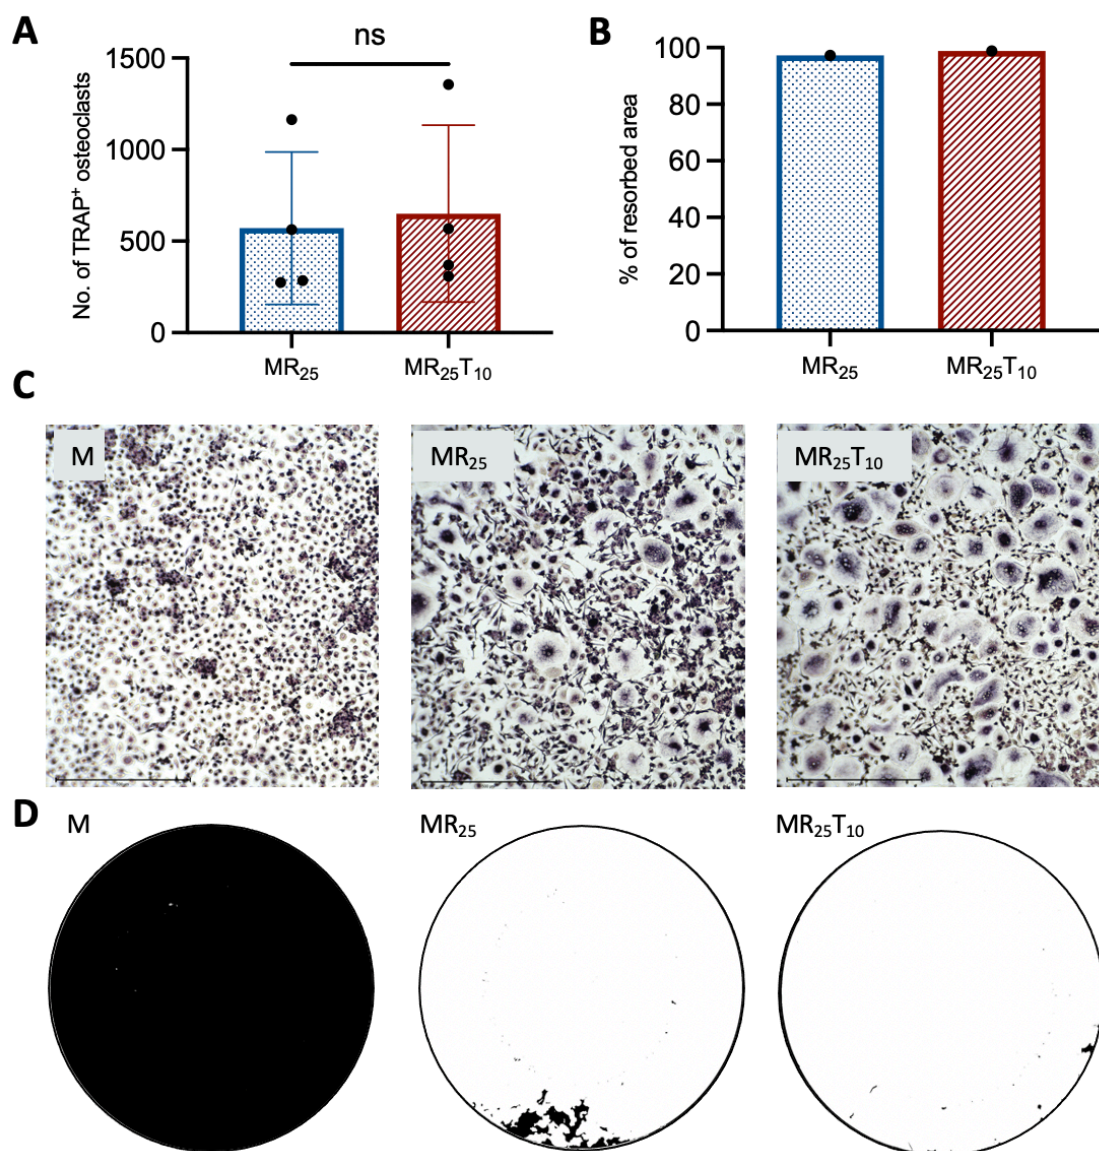 A
ns
No. of TRAP⁺ osteoclasts
1500
1000
500
0
MR₂₅
MR₂₅T₁₀
B
% of resorbed area
100
80
60
40
20
0
MR₂₅
MR₂₅T₁₀
C
M
MR₂₅
MR₂₅T₁₀
D
M
MR₂₅
MR₂₅T₁₀